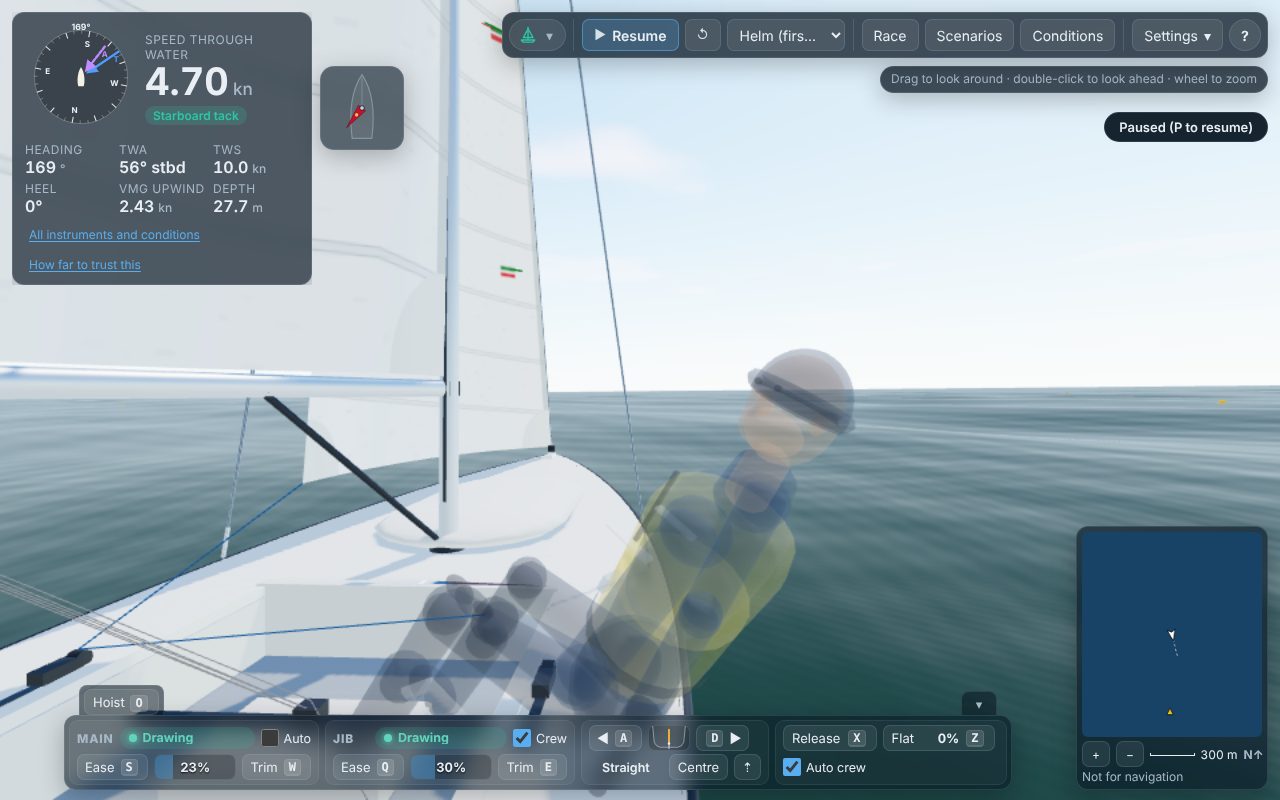 169°
S
A
T
E
W
N
SPEED THROUGH
WATER
4.70 kn
Starboard tack
HEADING
169 °
TWA
56° stbd
TWS
10.0 kn
HEEL
0°
VMG UPWIND
2.43 kn
DEPTH
27.7 m
All instruments and conditions
How far to trust this
▾
Resume
Helm (firs...
Race
Scenarios
Conditions
Settings ▾
?
Drag to look around · double-click to look ahead · wheel to zoom
Paused (P to resume)
Hoist 0
MAIN
Drawing
Auto
Ease S
23%
Trim W
JIB
Drawing
Crew
Ease Q
30%
Trim E
◀ A
D ▶
Straight
Centre
⇡
Release X
Flat 0% Z
Auto crew
▾
+
−
300 m N↑
Not for navigation